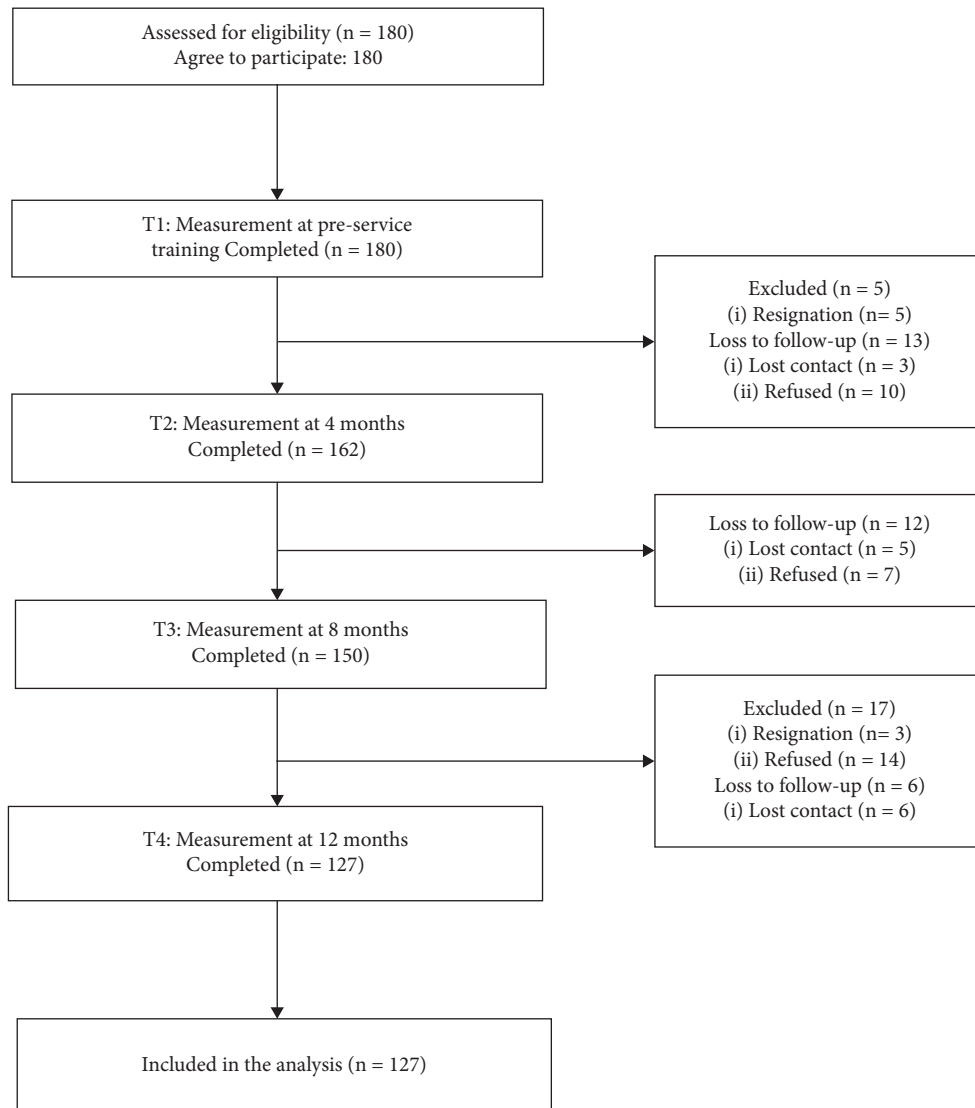 Assessed for eligibility (n = 180)
Agree to participate: 180
T1: Measurement at pre-service
training Completed (n = 180)
Excluded (n = 5)
(i) Resignation (n= 5)
Loss to follow-up (n = 13)
(i) Lost contact (n = 3)
(ii) Refused (n = 10)
T2: Measurement at 4 months
Completed (n = 162)
Loss to follow-up (n = 12)
(i) Lost contact (n = 5)
(ii) Refused (n = 7)
T3: Measurement at 8 months
Completed (n = 150)
Excluded (n = 17)
(i) Resignation (n= 3)
(ii) Refused (n = 14)
Loss to follow-up (n = 6)
(i) Lost contact (n = 6)
T4: Measurement at 12 months
Completed (n = 127)
Included in the analysis (n = 127)